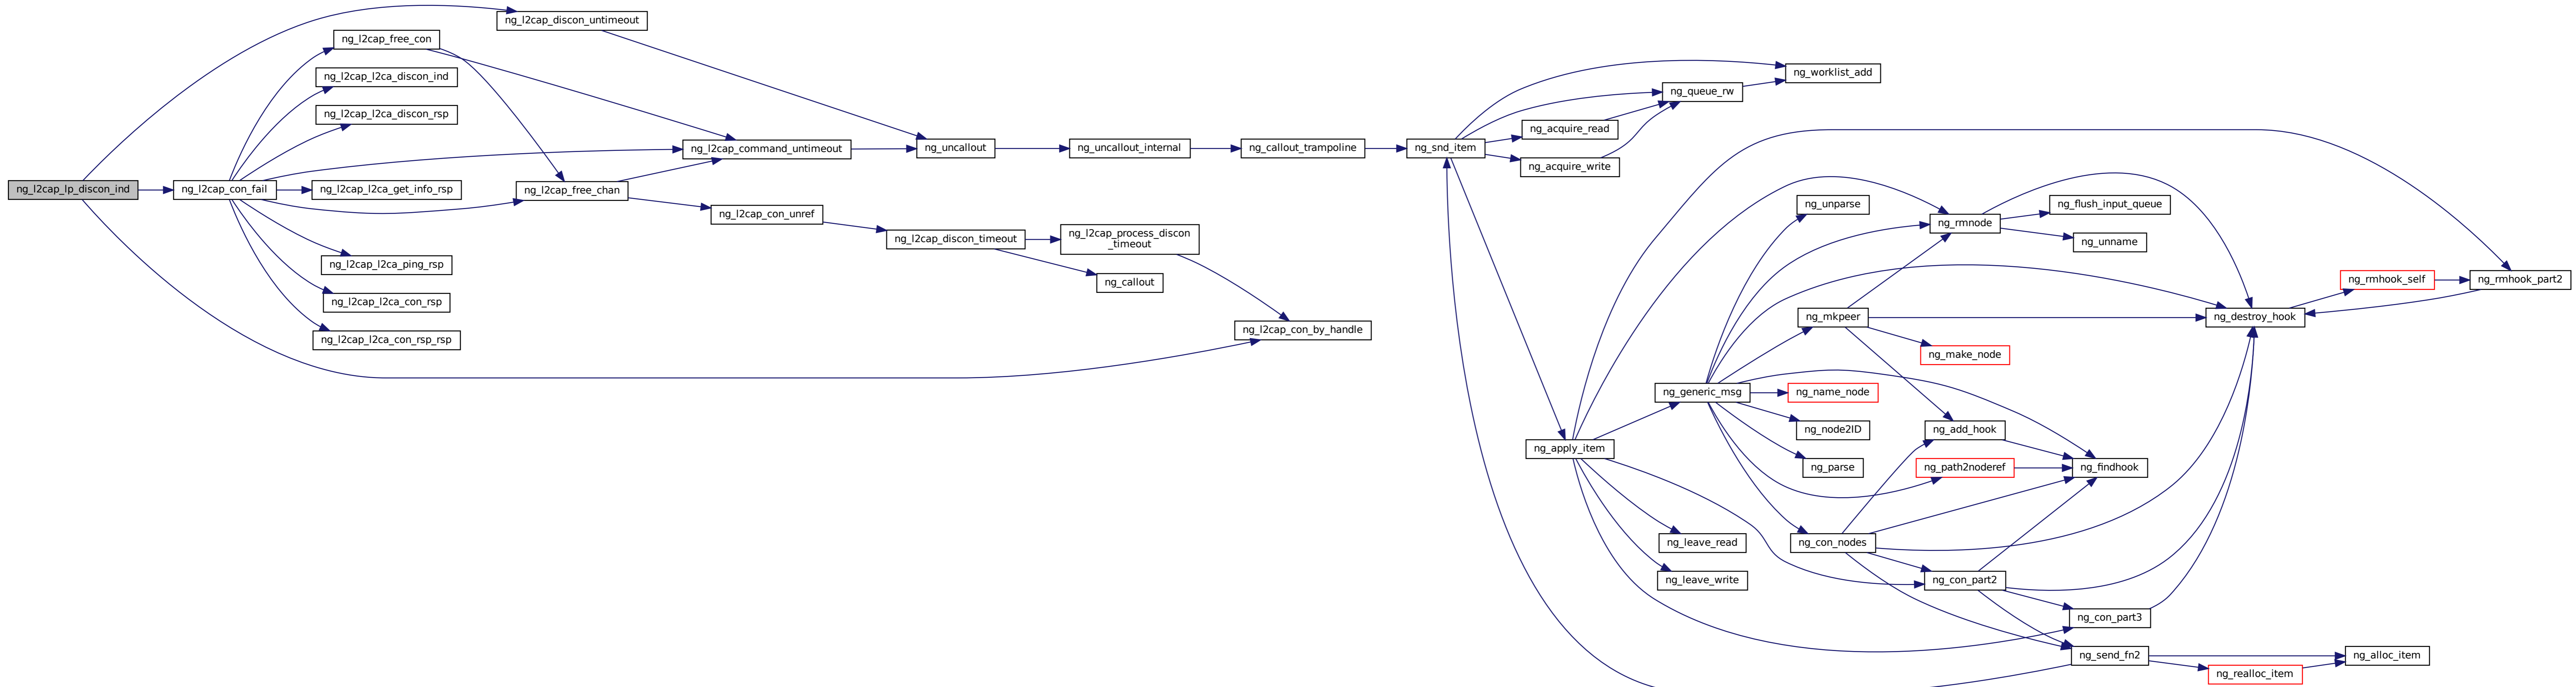 ng_l2cap_lp_discon_ind
ng_l2cap_discon_untimeout
ng_l2cap_con_fail
ng_l2cap_free_con
ng_l2cap_l2ca_discon_ind
ng_l2cap_l2ca_discon_rsp
ng_l2cap_l2ca_get_info_rsp
ng_l2cap_l2ca_ping_rsp
ng_l2cap_l2ca_con_rsp
ng_l2cap_l2ca_con_rsp_rsp
ng_l2cap_free_chan
ng_l2cap_command_untimeout
ng_l2cap_con_unref
ng_uncallout
ng_l2cap_discon_timeout
ng_uncallout_internal
ng_l2cap_process_discon
_timeout
ng_callout
ng_callout_trampoline
ng_l2cap_con_by_handle
ng_snd_item
ng_acquire_read
ng_acquire_write
ng_apply_item
ng_queue_rw
ng_worklist_add
ng_generic_msg
ng_leave_read
ng_leave_write
ng_unparse
ng_mkpeer
ng_name_node
ng_node2ID
ng_parse
ng_con_nodes
ng_rmnode
ng_make_node
ng_add_hook
ng_path2noderef
ng_con_part2
ng_flush_input_queue
ng_unname
ng_findhook
ng_con_part3
ng_send_fn2
ng_destroy_hook
ng_realloc_item
ng_rmhook_self
ng_alloc_item
ng_rmhook_part2